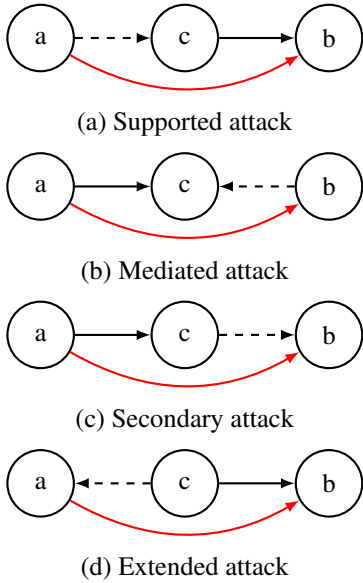 a c b
(a) Supported attack
a c b
(b) Mediated attack
a c b
(c) Secondary attack
a c b
(d) Extended attack